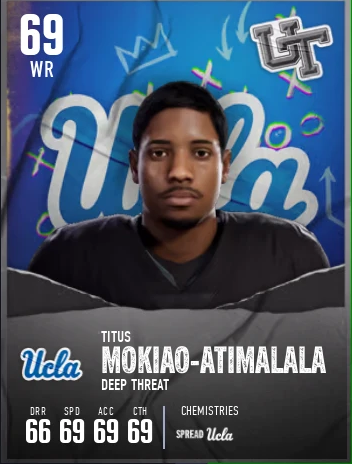 69
WR
UT
Ucla
TITUS
Ucla
MOKIAO-ATIMALALA
DEEP THREAT
DRR SPD ACC CTH
66 69 69 69
CHEMISTRIES
SPREAD Ucla